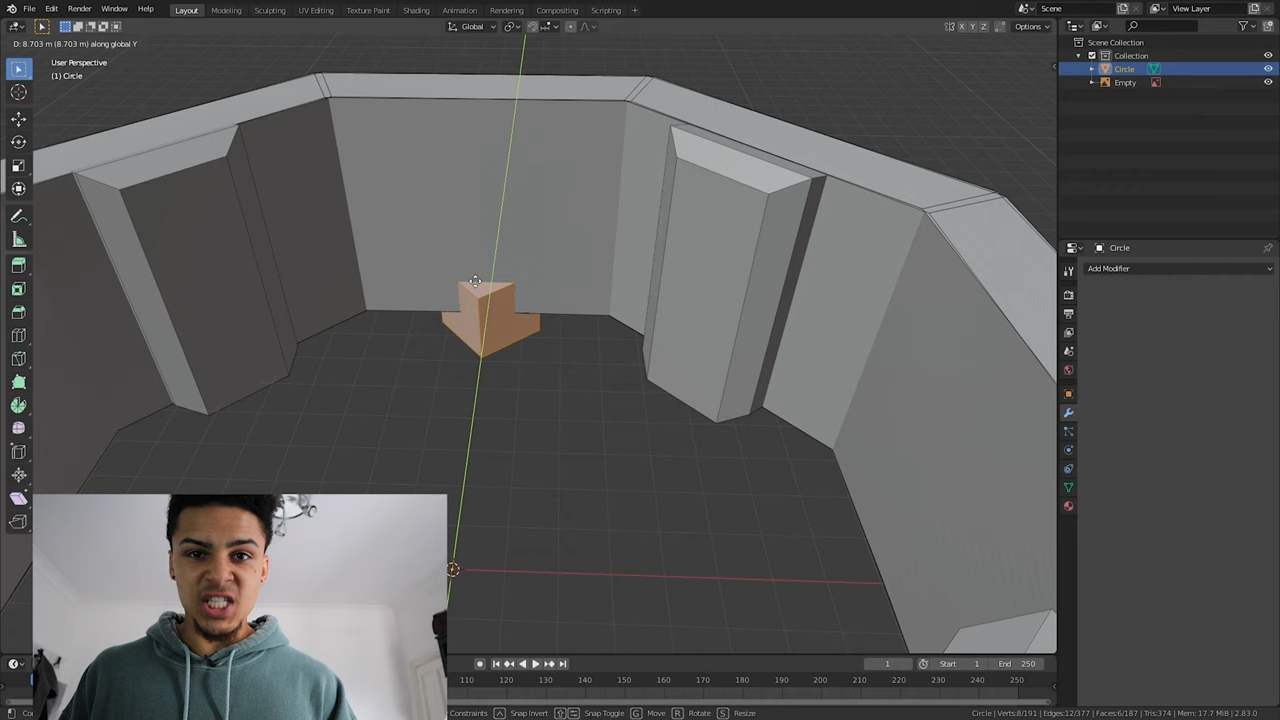 File Edit Render Window Help
Layout Modeling Sculpting UV Editing Texture Paint Shading Animation Rendering Compositing Scripting +
Scene
View Layer
Global
X Y Z
Options
D: 8.703 m (8.703 m) along global Y
User Perspective
(1) Circle
Scene Collection
Collection
Circle
Empty
Circle
Add Modifier
1 Start 1 End 250
110 120 130 140 150 160 170 180 190 200 210 220 230 240 250
Constraints Snap Invert Snap Toggle G Move R Rotate S Resize
Circle | Verts:8/191 | Edges:12/377 | Faces:6/187 | Tris:374 | Mem: 17.7 MiB | 2.83.0